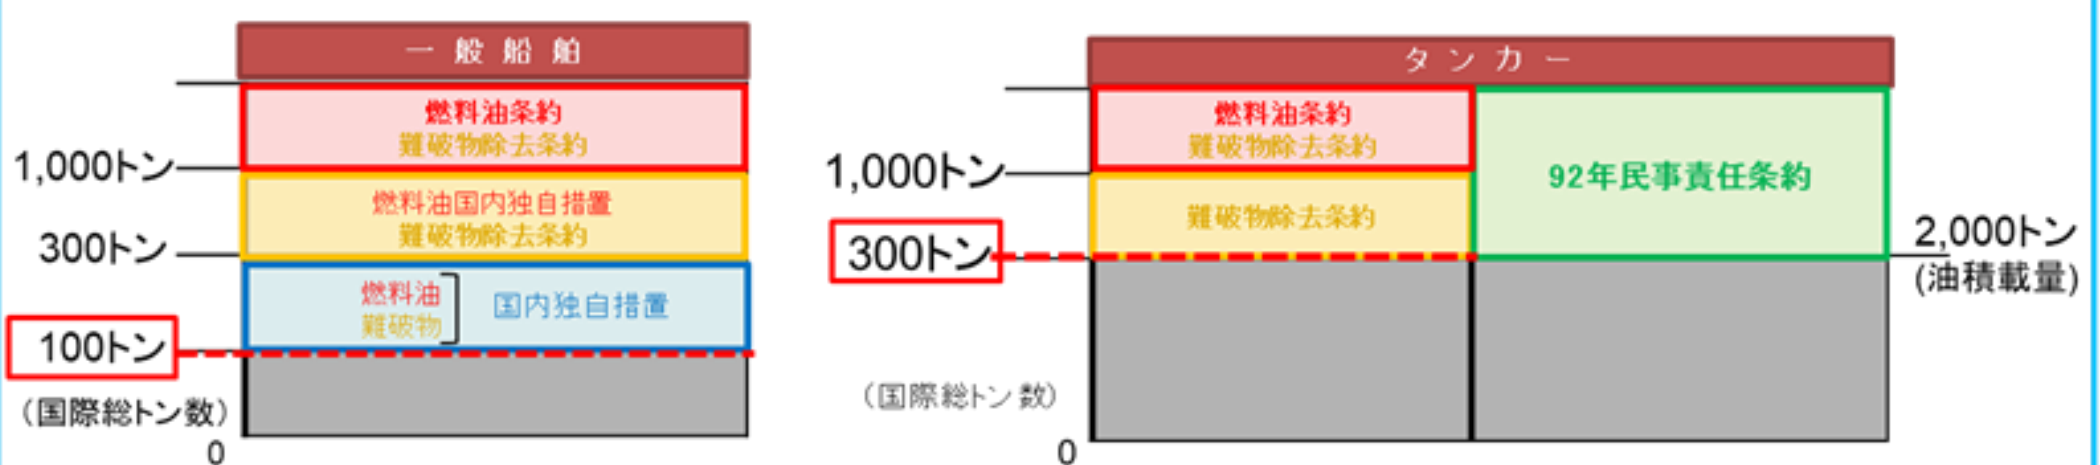 一般船舶
燃料油条約
難破物除去条約
1,000トン
燃料油国内独自措置
難破物除去条約
300トン
燃料油
難破物
国内独自措置
100トン
（国際総トン数）
0
タンカー
燃料油条約
難破物除去条約
1,000トン
難破物除去条約
92年民事責任条約
300トン
2,000トン
(油積載量)
（国際総トン数）
0